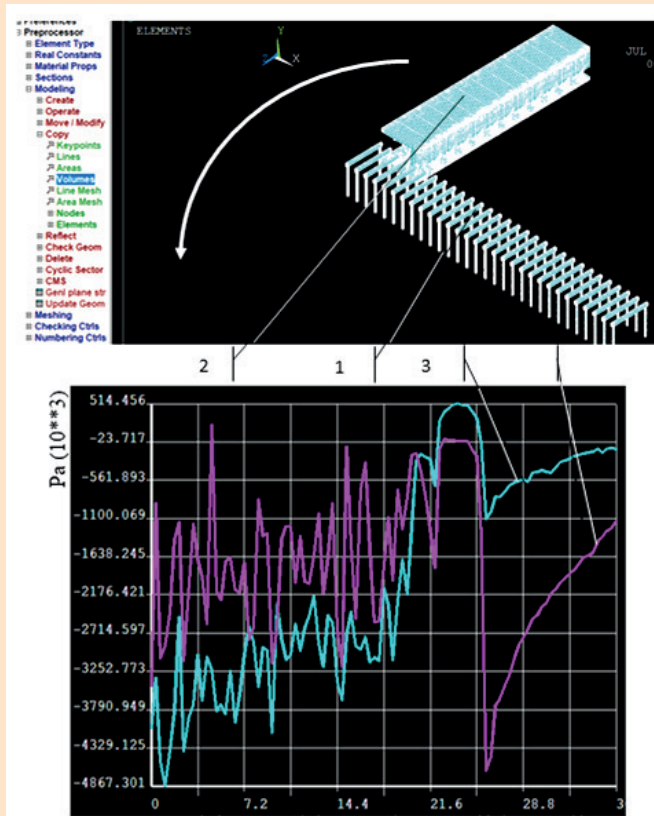 Preferences
Preprocessor
Element Type
Real Constants
Material Props
Sections
Modeling
Create
Operate
Move / Modify
Copy
Keypoints
Lines
Areas
Volumes
Line Mesh
Area Mesh
Nodes
Elements
Reflect
Check Geom
Delete
Cyclic Sector
CMS
Genl plane str
Update Geom
Meshing
Checking Ctrls
Numbering Ctrls
ELEMENTS
Y
Z X
JUL
0
2 1 3
Pa (10**3)
514.456
-23.717
-561.893
-1100.069
-1638.245
-2176.421
-2714.597
-3252.773
-3790.949
-4329.125
-4867.301
0 7.2 14.4 21.6 28.8 3